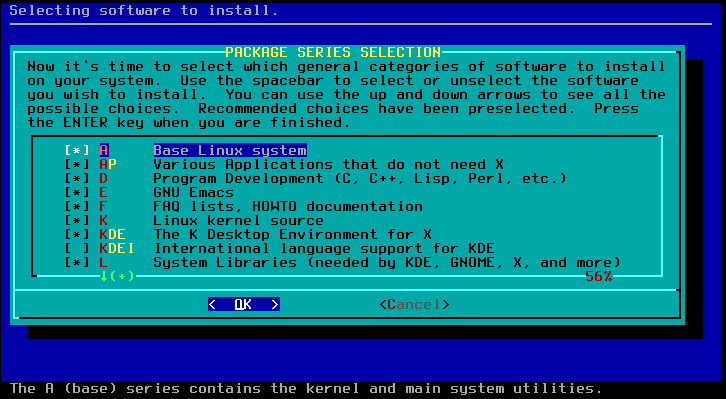 Selecting software to install.
PACKAGE SERIES SELECTION
Now it's time to select which general categories of software to install
on your system.  Use the spacebar to select or unselect the software
you wish to install.  You can use the up and down arrows to see all the
possible choices.  Recommended choices have been preselected.  Press
the ENTER key when you are finished.
[*] A     Base Linux system
[*] AP    Various Applications that do not need X
[*] D     Program Development (C, C++, Lisp, Perl, etc.)
[*] E     GNU Emacs
[*] F     FAQ lists, HOWTO documentation
[*] K     Linux kernel source
[*] KDE   The K Desktop Environment for X
[ ] KDEI  International language support for KDE
[*] L     System Libraries (needed by KDE, GNOME, X, and more)
↓(+) 56%
<  OK  > <Cancel>
The A (base) series contains the kernel and main system utilities.